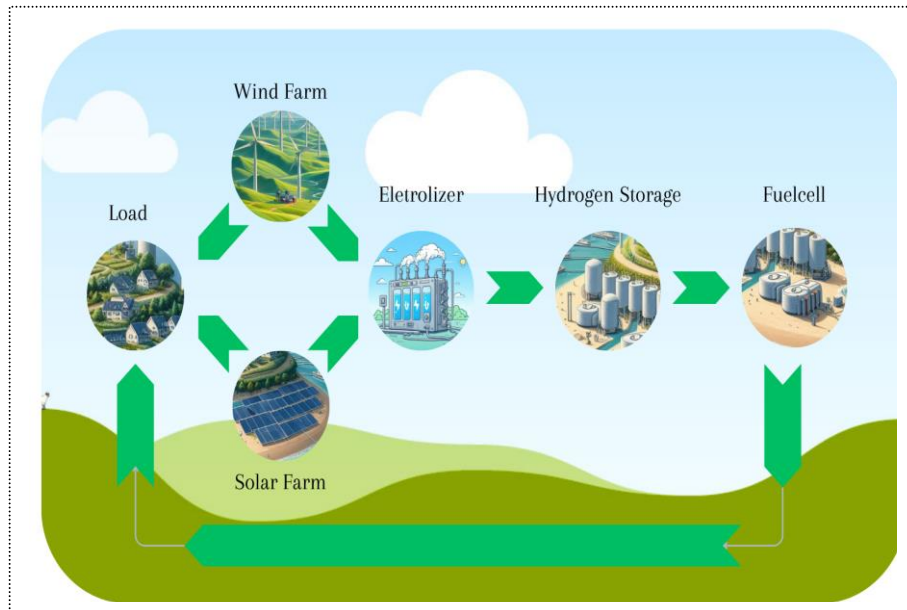 Wind Farm
Eletrolizer
Hydrogen Storage
Fuelcell
Load
Solar Farm